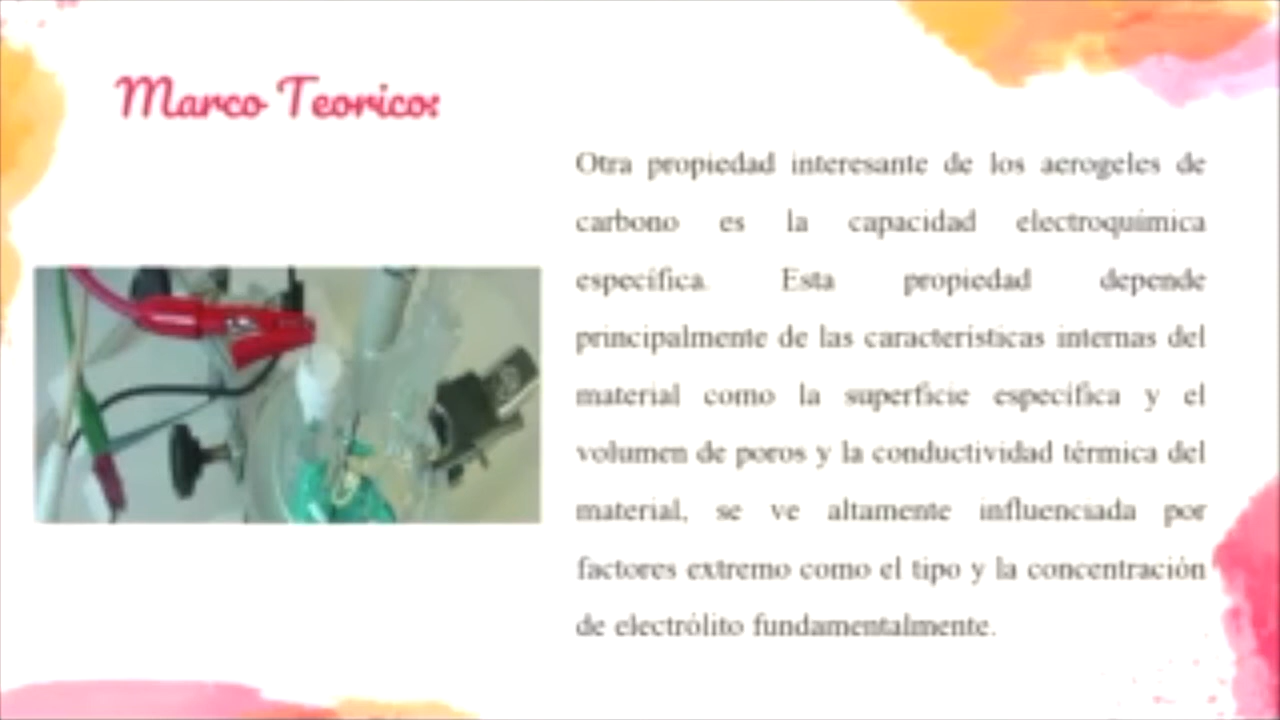 Marco Teorico:
Otra propiedad interesante de los aerogeles de
carbono es la capacidad electroquímica
específica. Esta propiedad depende
principalmente de las características internas del
material como la superficie específica y el
volumen de poros y la conductividad térmica del
material, se ve altamente influenciada por
factores extremo como el tipo y la concentración
de electrólito fundamentalmente.